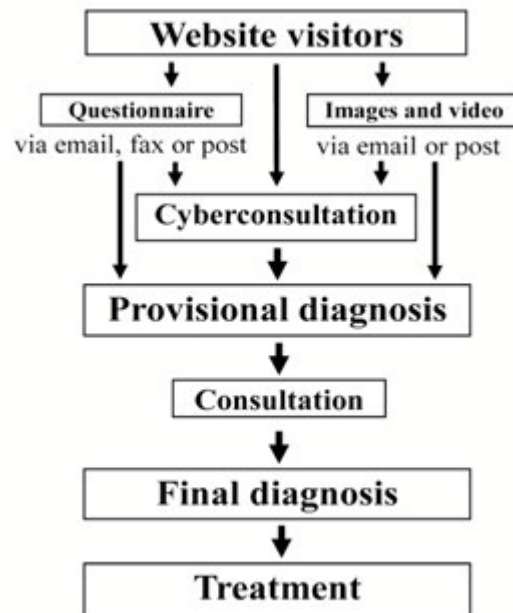 Website visitors
Questionnaire
via email, fax or post
Images and video
via email or post
Cyberconsultation
Provisional diagnosis
Consultation
Final diagnosis
Treatment